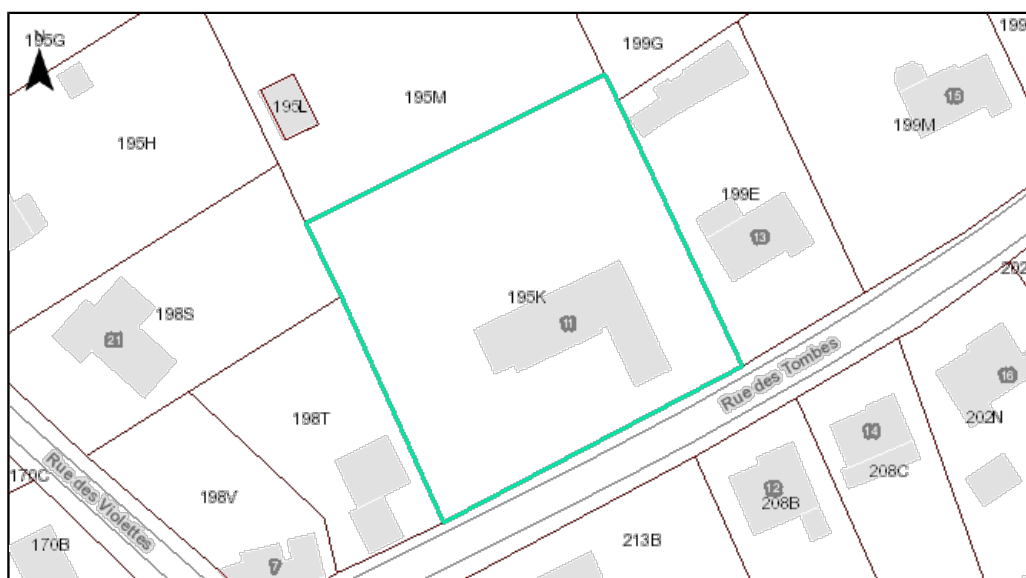 195G
N
199G
199
195M
195L
15
199M
195H
199E
13
202
195K
11
198S
21
Rue des Tombes
16
202N
198T
14
208C
170C
Rue des Violettes
198V
12
208B
213B
170B
7